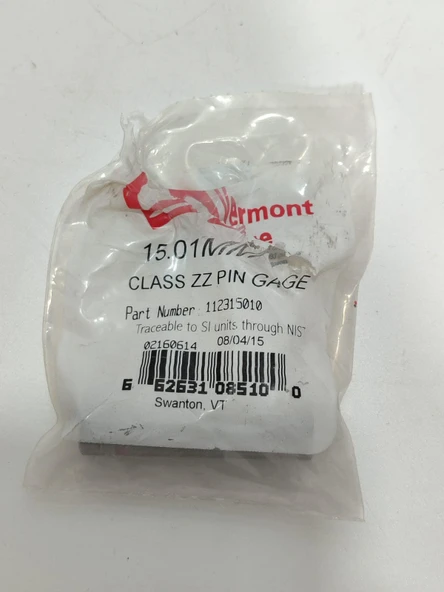 Vermont
15.01MM
CLASS ZZ PIN GAGE
Part Number 112315010
Traceable to SI units through NIST
02160614 08/04/15
6 62631 08510 0
Swanton, VT